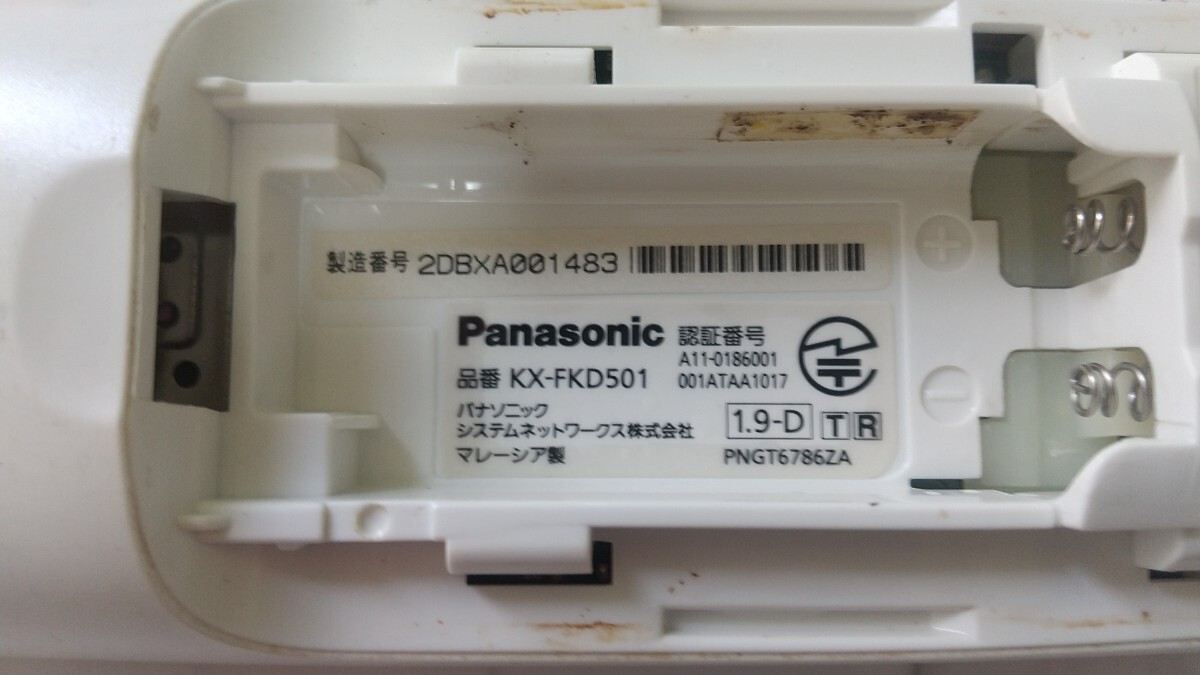 製造番号 2DBXA001483
Panasonic 認証番号
A11-0186001
品番 KX-FKD501 001ATAA1017
パナソニック
システムネットワークス株式会社 1.9-D T R
マレーシア製 PNGT6786ZA